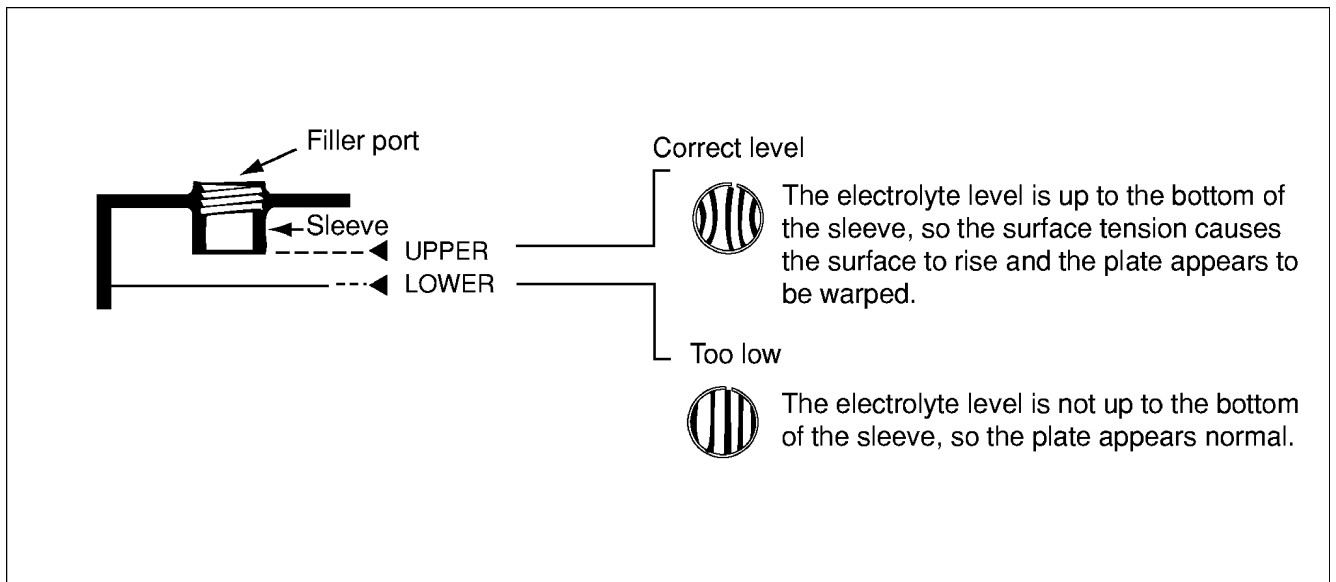 Filler port
Sleeve
UPPER
LOWER
Correct level
The electrolyte level is up to the bottom of
the sleeve, so the surface tension causes
the surface to rise and the plate appears to
be warped.
Too low
The electrolyte level is not up to the bottom
of the sleeve, so the plate appears normal.